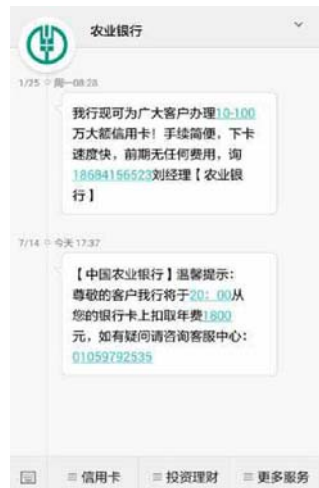 农业银行
1/25 周一08:28
我行现可为广大客户办理10-100
万大额信用卡！手续简便，下卡
速度快，前期无任何费用，询
18684156523刘经理【农业银
行】
7/14 今天 17:37
【中国农业银行】温馨提示：
尊敬的客户我行将于20：00从
您的银行卡上扣取年费1800
元，如有疑问请咨询客服中心：
01059792535
信用卡 投资理财 更多服务